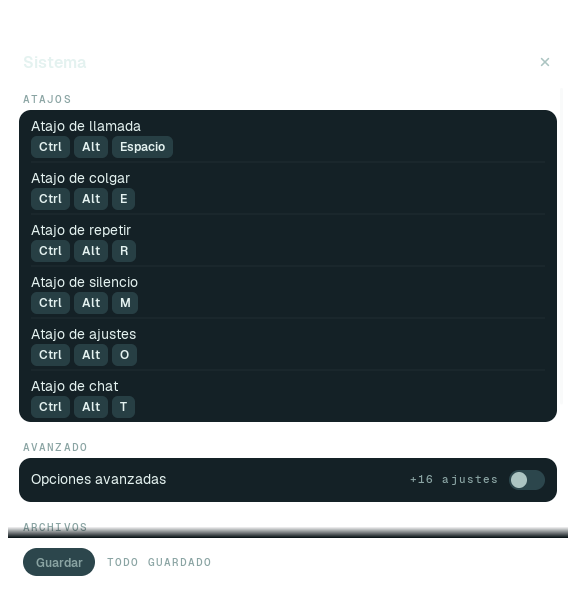 Sistema
ATAJOS
Atajo de llamada
Ctrl Alt Espacio
Atajo de colgar
Ctrl Alt E
Atajo de repetir
Ctrl Alt R
Atajo de silencio
Ctrl Alt M
Atajo de ajustes
Ctrl Alt O
Atajo de chat
Ctrl Alt T
AVANZADO
Opciones avanzadas +16 ajustes
ARCHIVOS
Guardar TODO GUARDADO